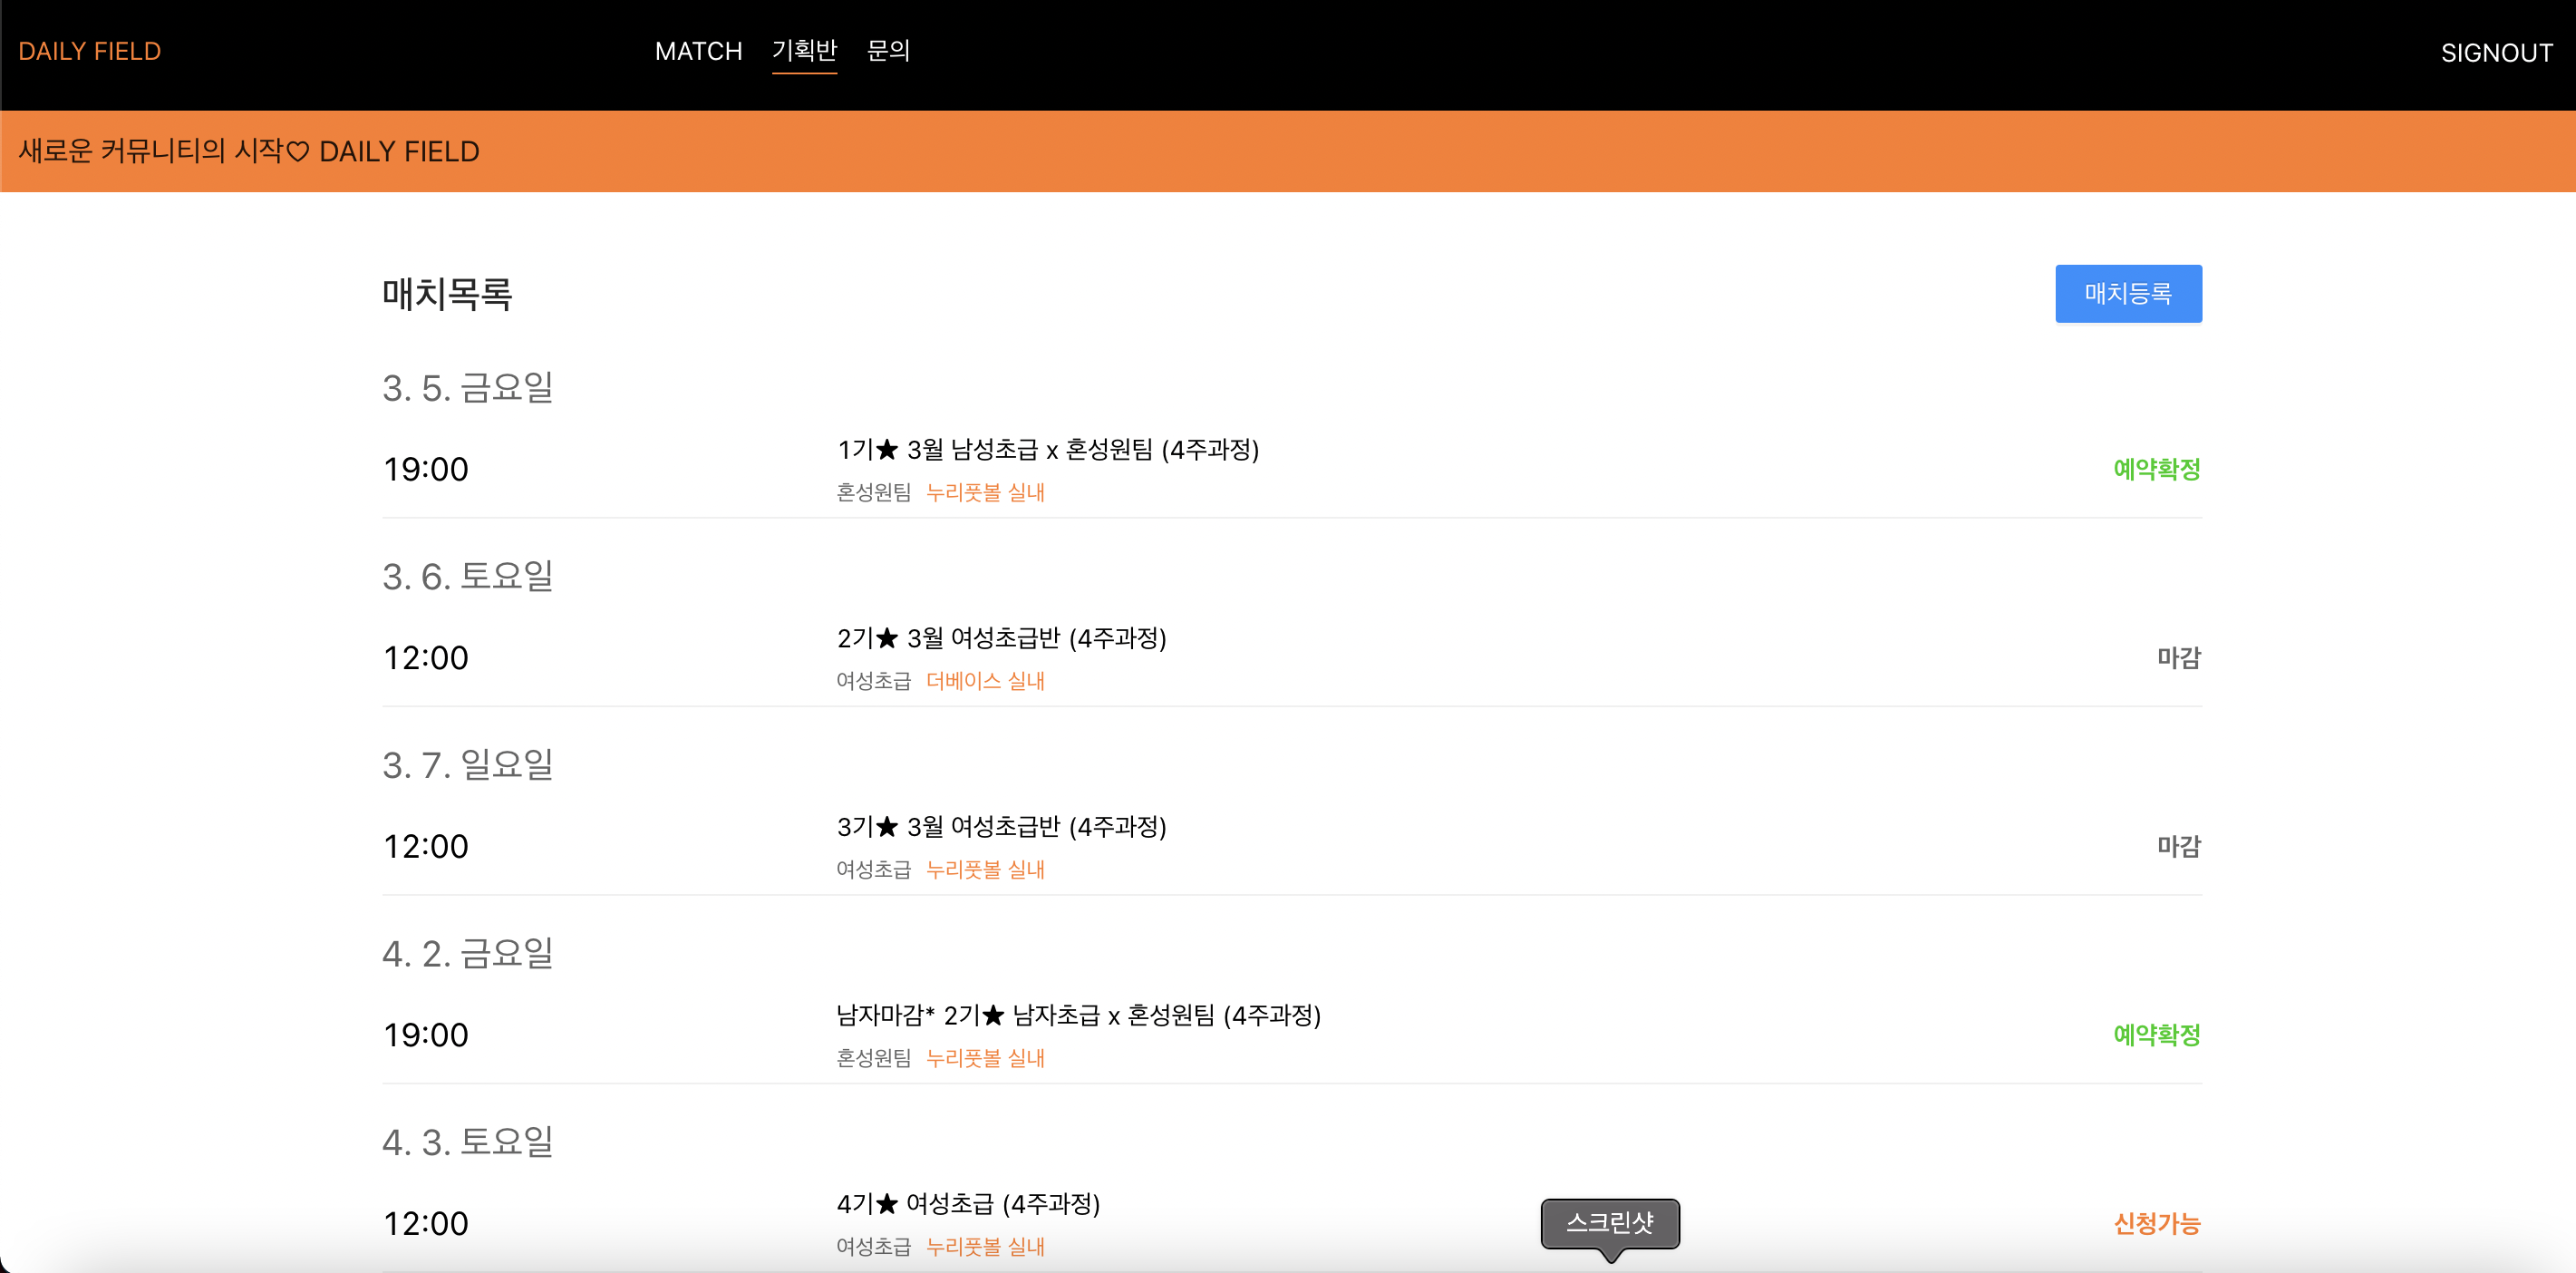 DAILY FIELD MATCH 기획반 문의 SIGNOUT
새로운 커뮤니티의 시작♡ DAILY FIELD
매치목록 매치등록
3. 5. 금요일
19:00 1기★ 3월 남성초급 x 혼성원팀 (4주과정) 예약확정
혼성원팀 누리풋볼 실내
3. 6. 토요일
12:00 2기★ 3월 여성초급반 (4주과정) 마감
여성초급 더베이스 실내
3. 7. 일요일
12:00 3기★ 3월 여성초급반 (4주과정) 마감
여성초급 누리풋볼 실내
4. 2. 금요일
19:00 남자마감* 2기★ 남자초급 x 혼성원팀 (4주과정) 예약확정
혼성원팀 누리풋볼 실내
4. 3. 토요일
12:00 4기★ 여성초급 (4주과정) 신청가능
여성초급 누리풋볼 실내
스크린샷